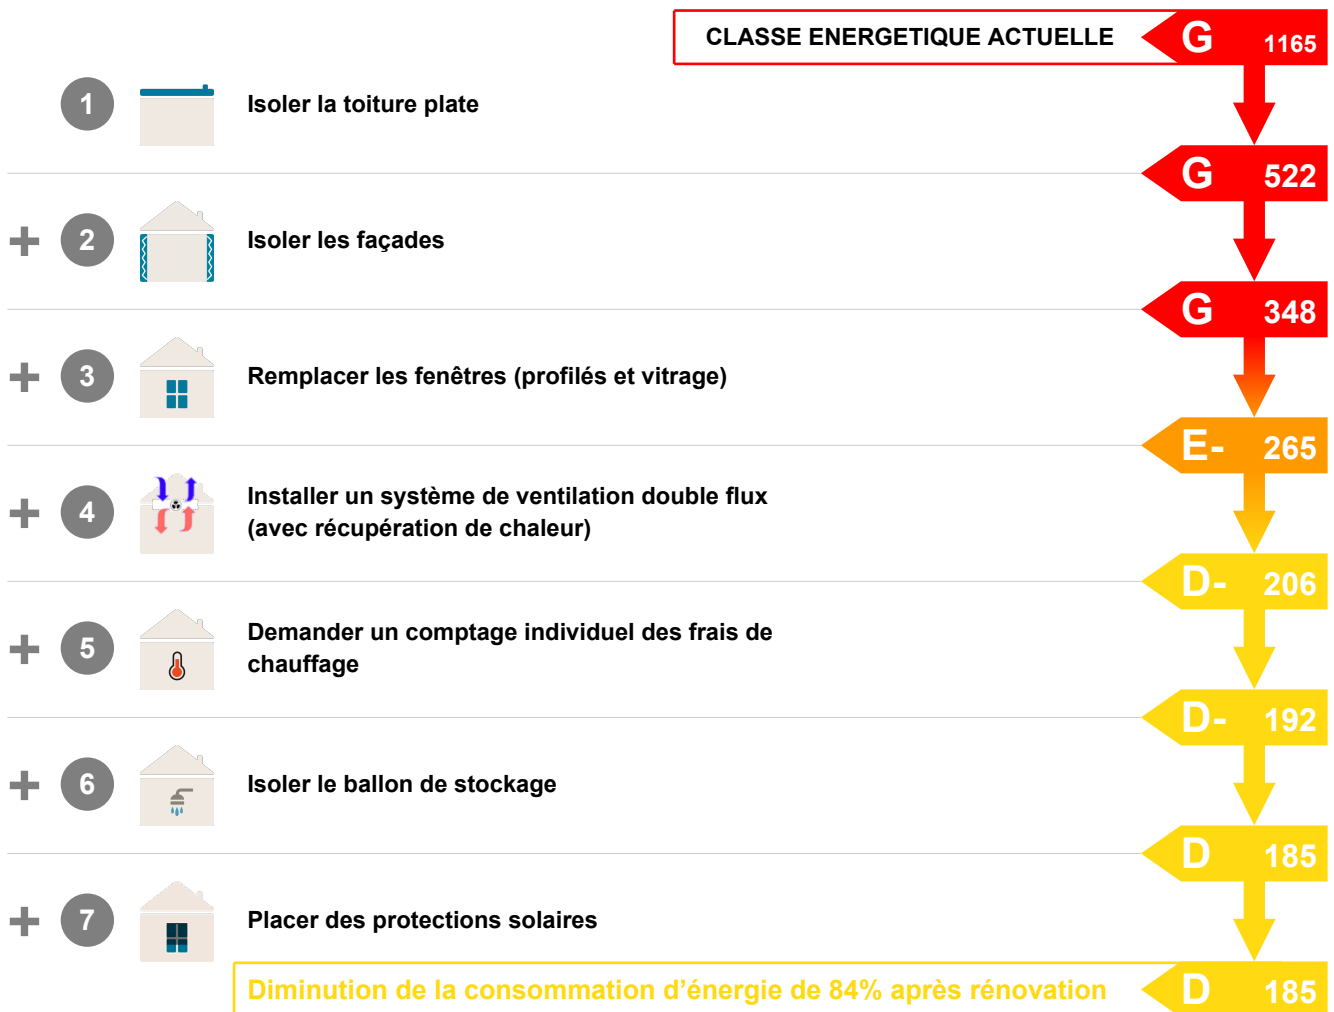 CLASSE ENERGETIQUE ACTUELLE G 1165
1 Isoler la toiture plate
G 522
+ 2 Isoler les façades
G 348
+ 3 Remplacer les fenêtres (profilés et vitrage)
E- 265
+ 4 Installer un système de ventilation double flux
(avec récupération de chaleur)
D- 206
+ 5 Demander un comptage individuel des frais de
chauffage
D- 192
+ 6 Isoler le ballon de stockage
D 185
+ 7 Placer des protections solaires
Diminution de la consommation d’énergie de 84% après rénovation D 185